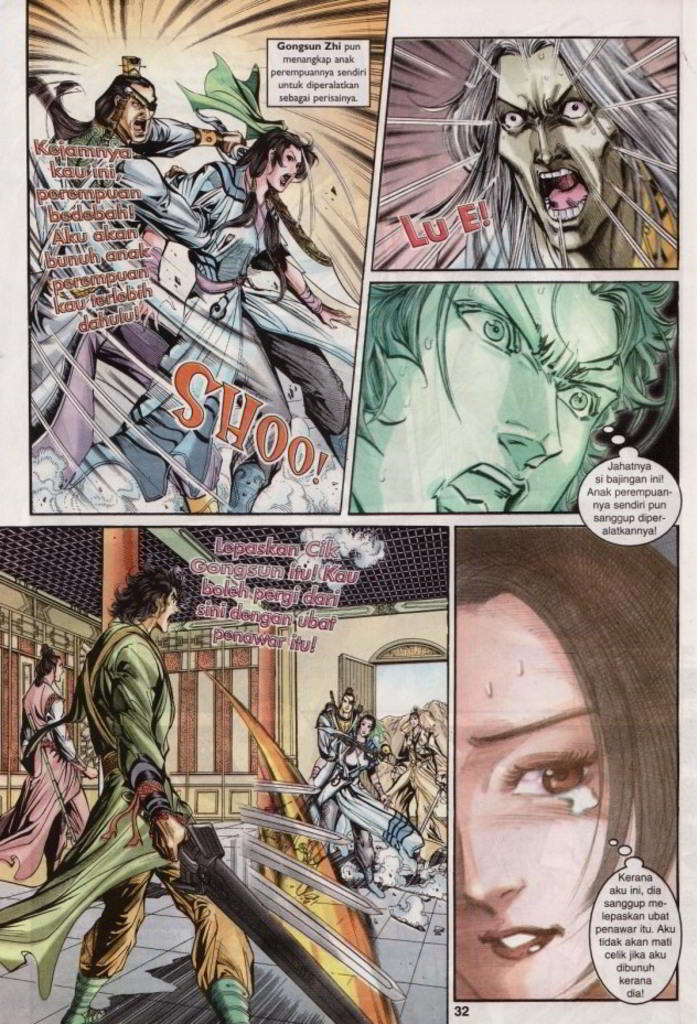 Gongsun Zhi pun
menangkap anak
perempuannya sendiri
untuk diperalatkan
sebagai perisainya.
Kejamnya
kau ini,
perempuan
bedebah!
Aku akan
bunuh anak
perempuan
kau terlebih
dahulu!
SHOO!
LU E!
Jahatnya
si bajingan ini!
Anak perempuan-
nya sendiri pun
sanggup diper-
alatkannya!
Lepaskan Cik
Gongsun itu! Kau
boleh pergi dari
sini dengan ubat
penawar itu!
Kerana
aku ini, dia
sanggup me-
lepaskan ubat
penawar itu. Aku
tidak akan mati
celik jika aku
dibunuh
kerana
dia!
32